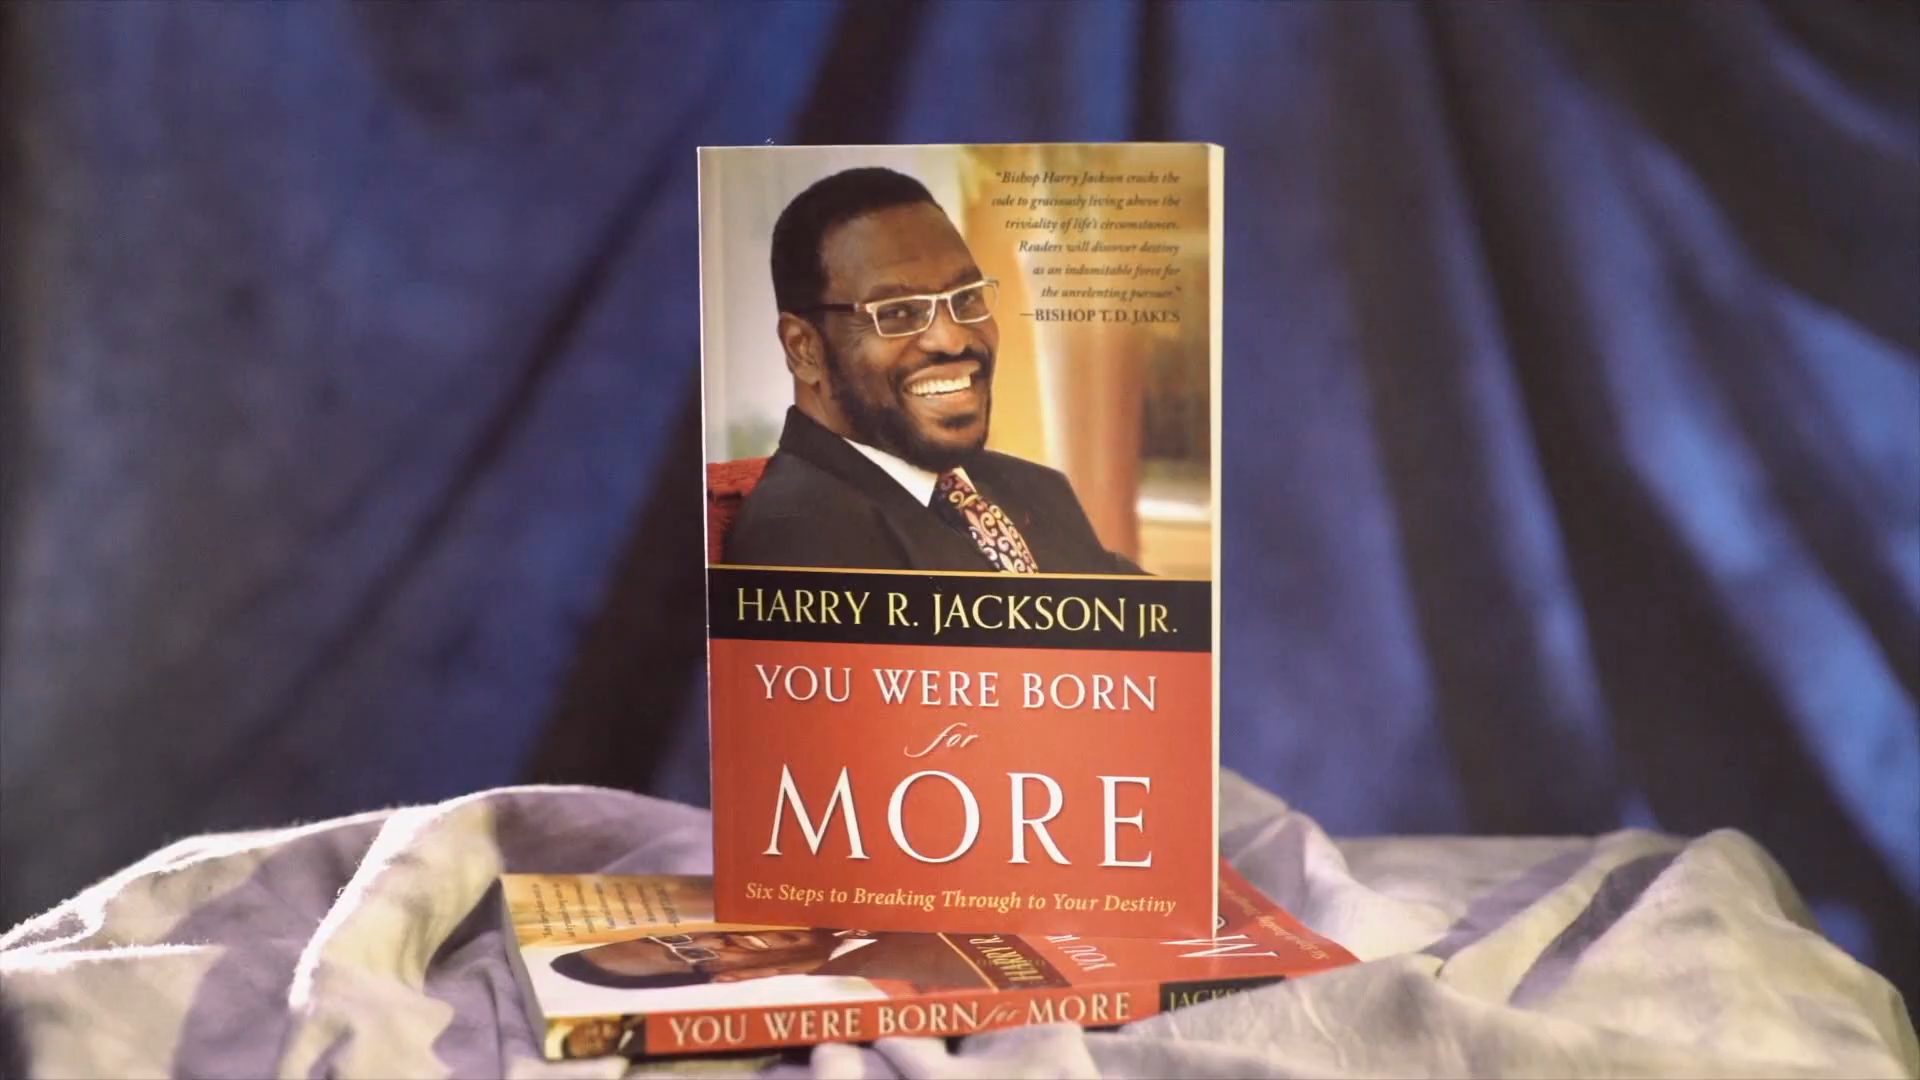 "Bishop Harry Jackson cracks the
code to graciously living above the
triviality of life's circumstances.
Readers will discover destiny
as an indomitable force for
the unrelenting pursuer."
—BISHOP T. D. JAKES
HARRY R. JACKSON JR.
YOU WERE BORN
for
MORE
Six Steps to Breaking Through to Your Destiny
HARRY R.
YOU
YOU WERE BORN for MORE